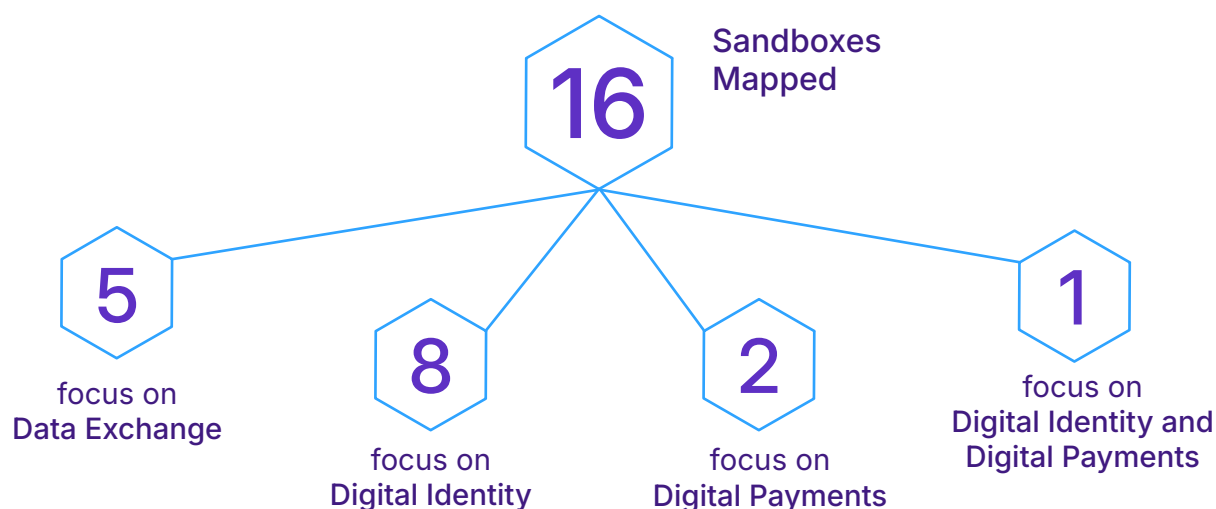 16
Sandboxes
Mapped
5
focus on
Data Exchange
8
focus on
Digital Identity
2
focus on
Digital Payments
1
focus on
Digital Identity and
Digital Payments